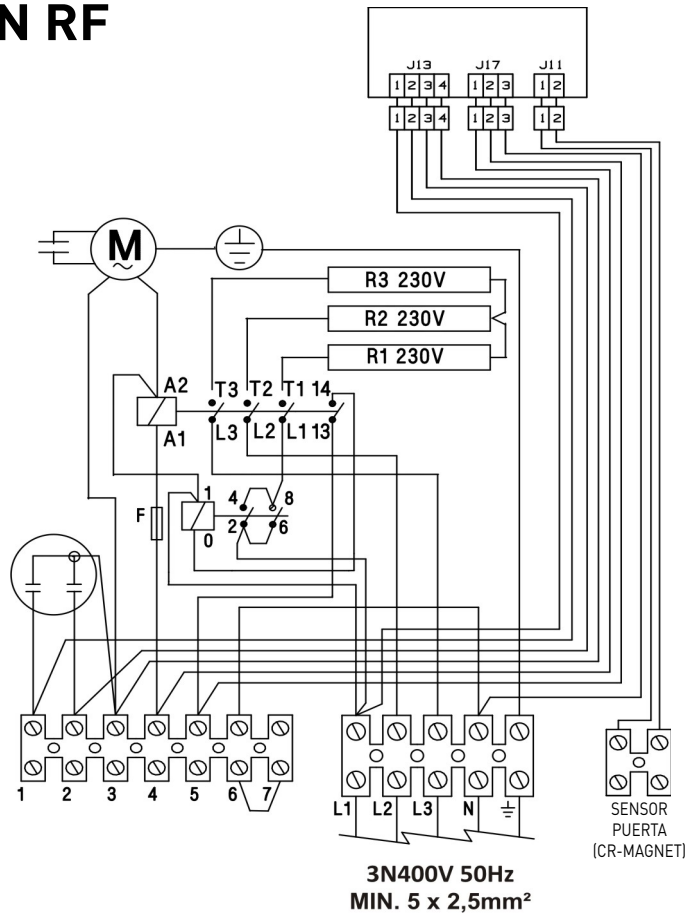 N RF
J13 J17 J11
1 2 3 4 1 2 3 1 2
1 2 3 4 1 2 3 1 2
M
R3 230V
R2 230V
R1 230V
A2 T3 T2 T1 14
A1 L3 L2 L1 13
1 4 8
F
0 2 6
1 2 3 4 5 6 7
L1 L2 L3 N
SENSOR
PUERTA
(CR-MAGNET)
3N400V 50Hz
MIN. 5 x 2,5mm²